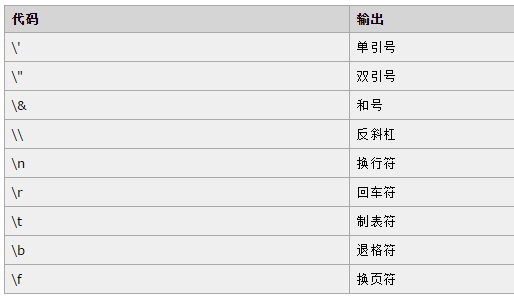 代码 输出
\' 单引号
\" 双引号
\& 和号
\\ 反斜杠
\n 换行符
\r 回车符
\t 制表符
\b 退格符
\f 换页符